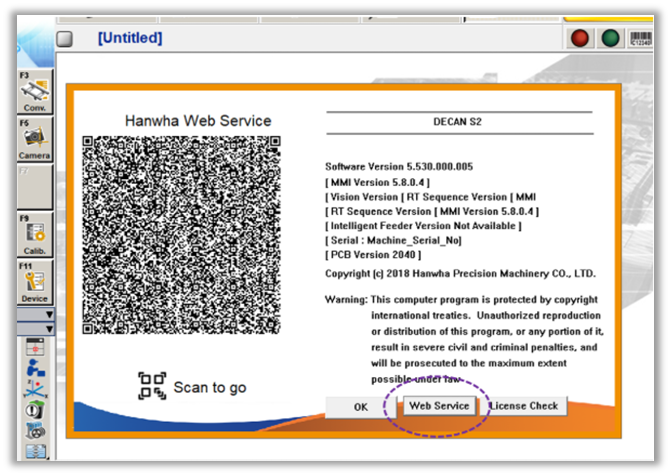 [Untitled]
F3
Conv.
F5
Camera
F7
F9
Calib.
F11
Device
Hanwha Web Service
Scan to go
DECAN S2
Software Version 5.530.000.005
[ MMI Version 5.8.0.4 ]
[ Vision Version [ RT Sequence Version [ MMI
[ RT Sequence Version [ MMI Version 5.8.0.4 ]
[ Intelligent Feeder Version Not Available ]
[ Serial : Machine_Serial_No]
[ PCB Version 2040 ]
Copyright (c) 2018 Hanwha Precision Machinery CO., LTD.
Warning: This computer program is protected by copyright
international treaties. Unauthorized reproduction
or distribution of this program, or any portion of it,
result in severe civil and criminal penalties, and
will be prosecuted to the maximum extent
possible under law
OK
Web Service
License Check